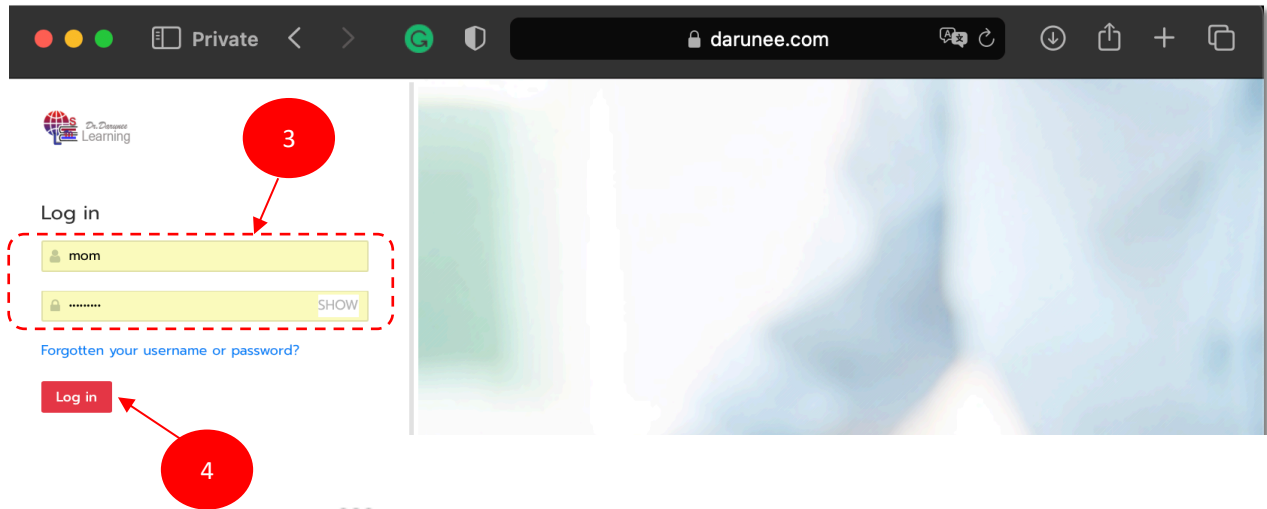 Private
darunee.com
Dr.Darunee
Learning
3
Log in
mom
SHOW
Forgotten your username or password?
Log in
4